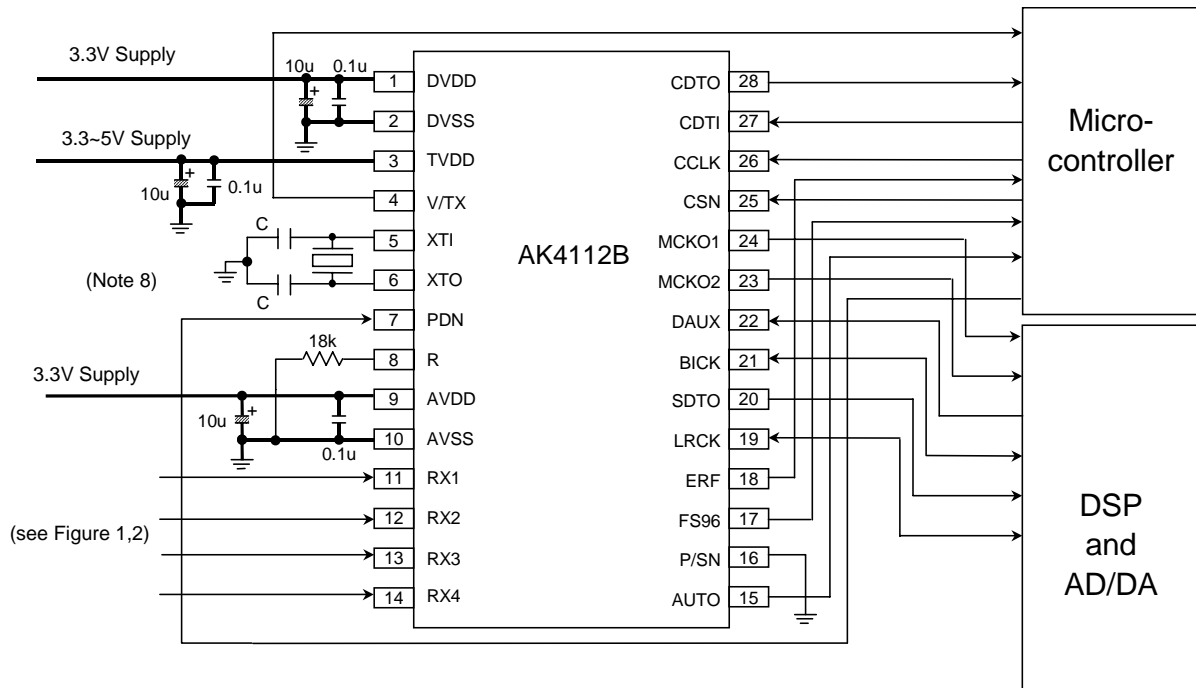 3.3V Supply
10u
0.1u
+
3.3~5V Supply
10u
+
0.1u
C
(Note 8)
C
18k
3.3V Supply
10u
+
0.1u
(see Figure 1,2)
1 DVDD
2 DVSS
3 TVDD
4 V/TX
5 XTI
6 XTO
7 PDN
8 R
9 AVDD
10 AVSS
11 RX1
12 RX2
13 RX3
14 RX4
AK4112B
CDTO 28
CDTI 27
CCLK 26
CSN 25
MCKO1 24
MCKO2 23
DAUX 22
BICK 21
SDTO 20
LRCK 19
ERF 18
FS96 17
P/SN 16
AUTO 15
Micro-
controller
DSP
and
AD/DA